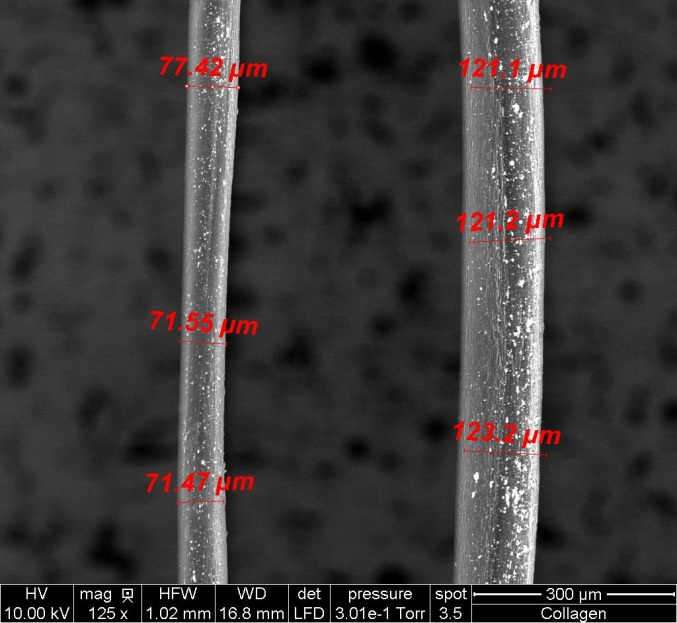 77.42 µm
121.1 µm
121.2 µm
71.55 µm
123.2 µm
71.47 µm
HV mag HFW WD det pressure spot 300 µm
10.00 kV 125 x 1.02 mm 16.8 mm LFD 3.01e-1 Torr 3.5 Collagen